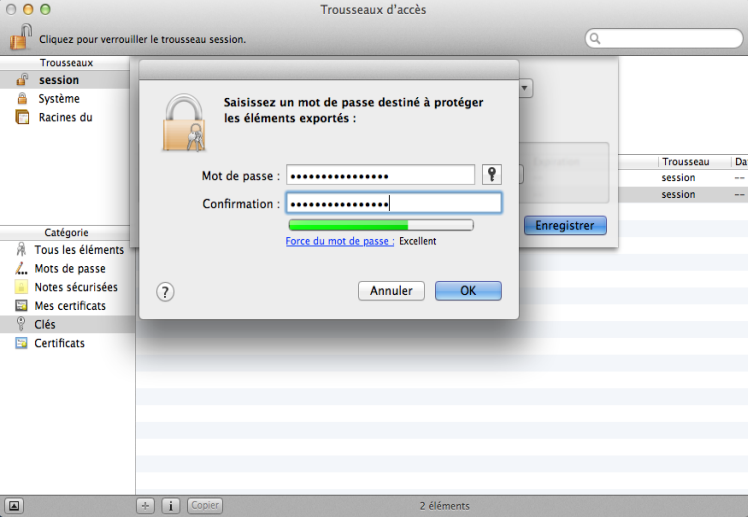 Trousseaux d'accès
Cliquez pour verrouiller le trousseau session.
Trousseaux
session
Système
Racines du
Saisissez un mot de passe destiné à protéger
les éléments exportés :
Mot de passe :
Confirmation :
Force du mot de passe : Excellent
?
Annuler
OK
Enregistrer
Trousseau
Da
session
--
session
--
Catégorie
Tous les éléments
Mots de passe
Notes sécurisées
Mes certificats
Clés
Certificats
+
i
Copier
2 éléments